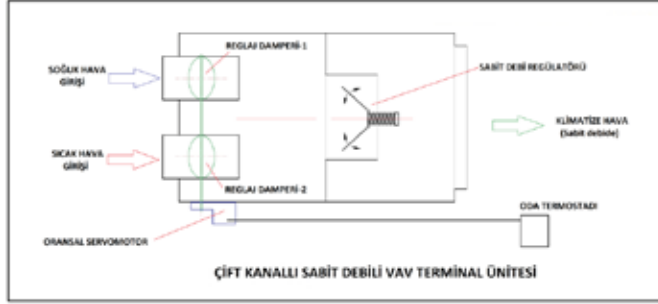 REGLAJ DAMPERİ-1
SOĞUK HAVA
GİRİŞİ
SABİT DEBİ REGÜLATÖRÜ
KLİMATİZE HAVA
(Sabit debide)
SICAK HAVA
GİRİŞİ
REGLAJ DAMPERİ-2
ODA TERMOSTADI
ORANSAL SERVOMOTOR
ÇİFT KANALLI SABİT DEBİLİ VAV TERMINAL ÜNİTESİ